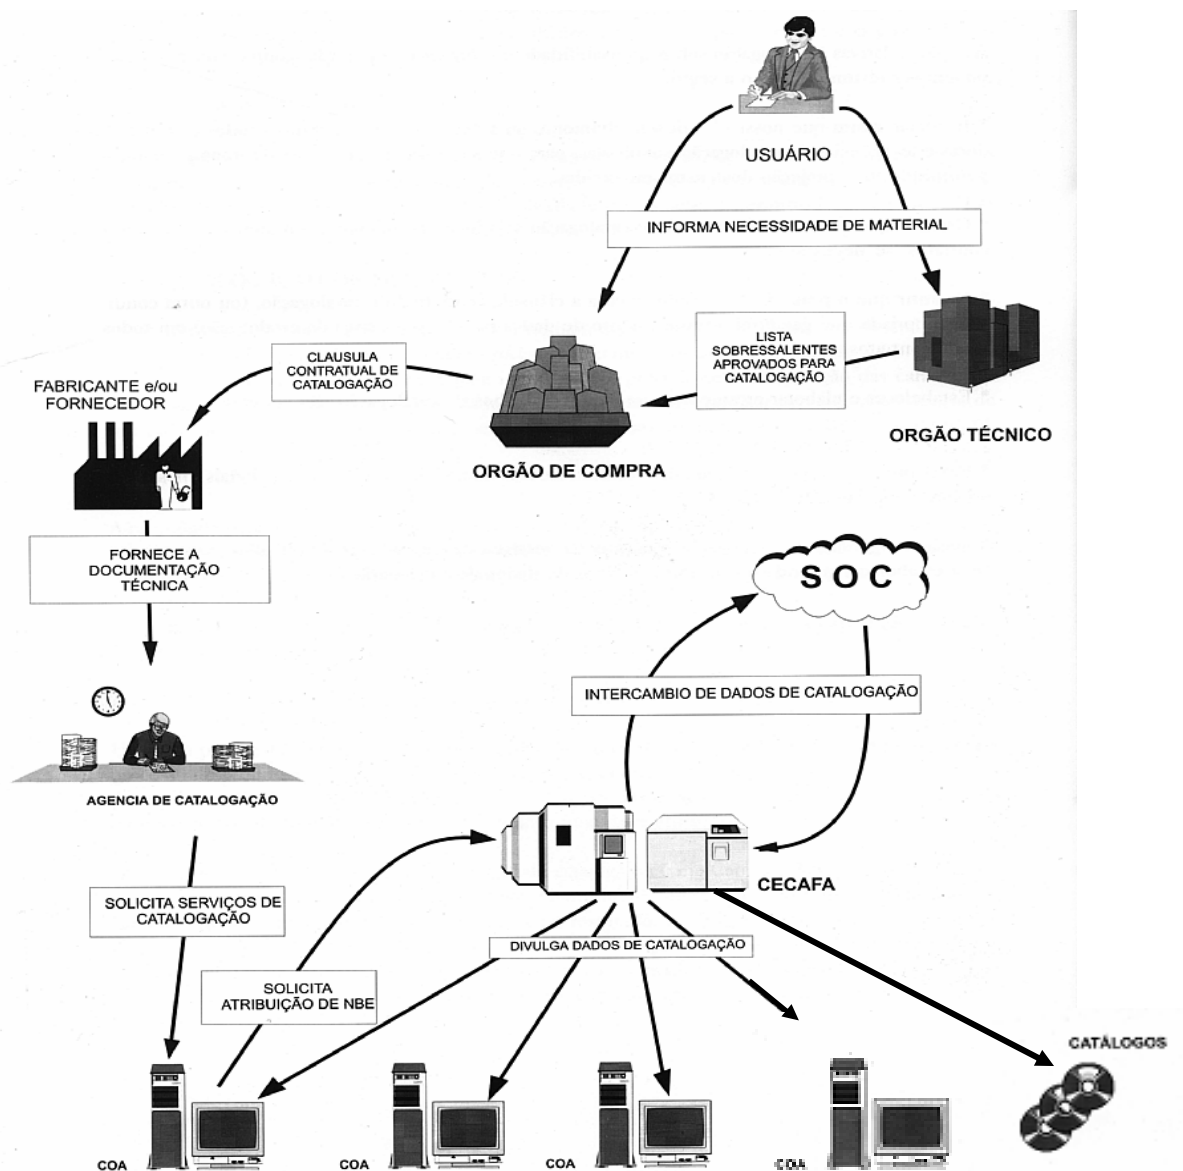 USUÁRIO
INFORMA NECESSIDADE DE MATERIAL
LISTA
SOBRESSALENTES
APROVADOS PARA
CATALOGAÇÃO
CLAUSULA
CONTRATUAL DE
CATALOGAÇÃO
FABRICANTE e/ou
FORNECEDOR
ORGÃO TÉCNICO
ORGÃO DE COMPRA
FORNECE A
DOCUMENTAÇÃO
TÉCNICA
S O C
INTERCAMBIO DE DADOS DE CATALOGAÇÃO
AGENCIA DE CATALOGAÇÃO
CECAFA
SOLICITA SERVIÇOS DE
CATALOGAÇÃO
DIVULGA DADOS DE CATALOGAÇÃO
SOLICITA
ATRIBUIÇÃO DE NBE
CATÁLOGOS
COA
COA
COA
COA